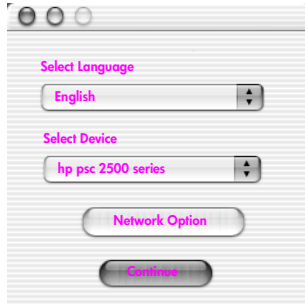 Select Language
English
Select Device
hp psc 2500 series
Network Option
Continue